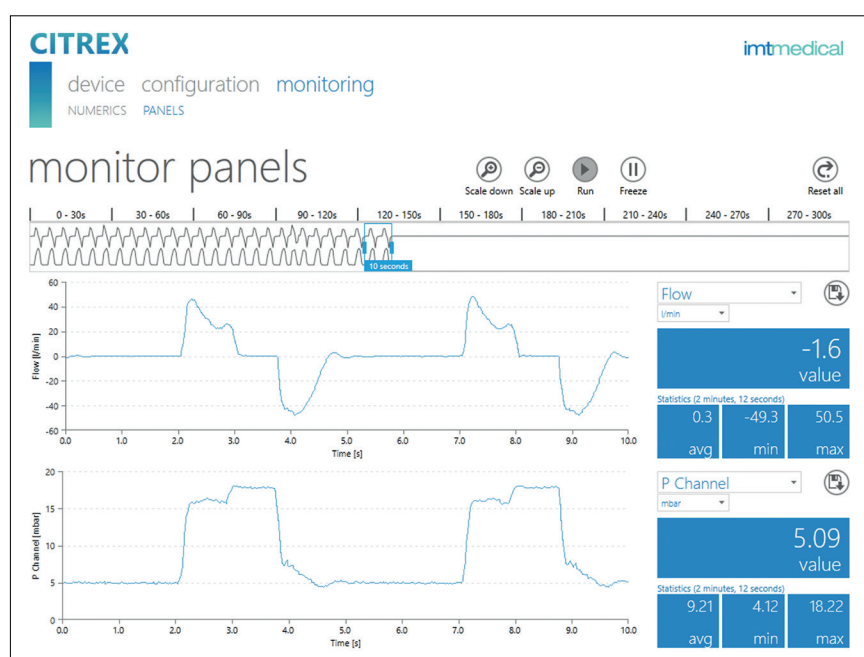 CITREX
imtmedical
device configuration monitoring
NUMERICS PANELS
monitor panels
Scale down Scale up Run Freeze Reset all
0 - 30s 30 - 60s 60 - 90s 90 - 120s 120 - 150s 150 - 180s 180 - 210s 210 - 240s 240 - 270s 270 - 300s
10 seconds
60
40
20
0
-20
-40
-60
Flow [l/min]
0.0 1.0 2.0 3.0 4.0 5.0 6.0 7.0 8.0 9.0 10.0
Time [s]
Flow
l/min
-1.6
value
Statistics (2 minutes, 12 seconds)
0.3 -49.3 50.5
avg min max
20
15
10
5
0
P Channel [mbar]
0.0 1.0 2.0 3.0 4.0 5.0 6.0 7.0 8.0 9.0 10.0
Time [s]
P Channel
mbar
5.09
value
Statistics (2 minutes, 12 seconds)
9.21 4.12 18.22
avg min max